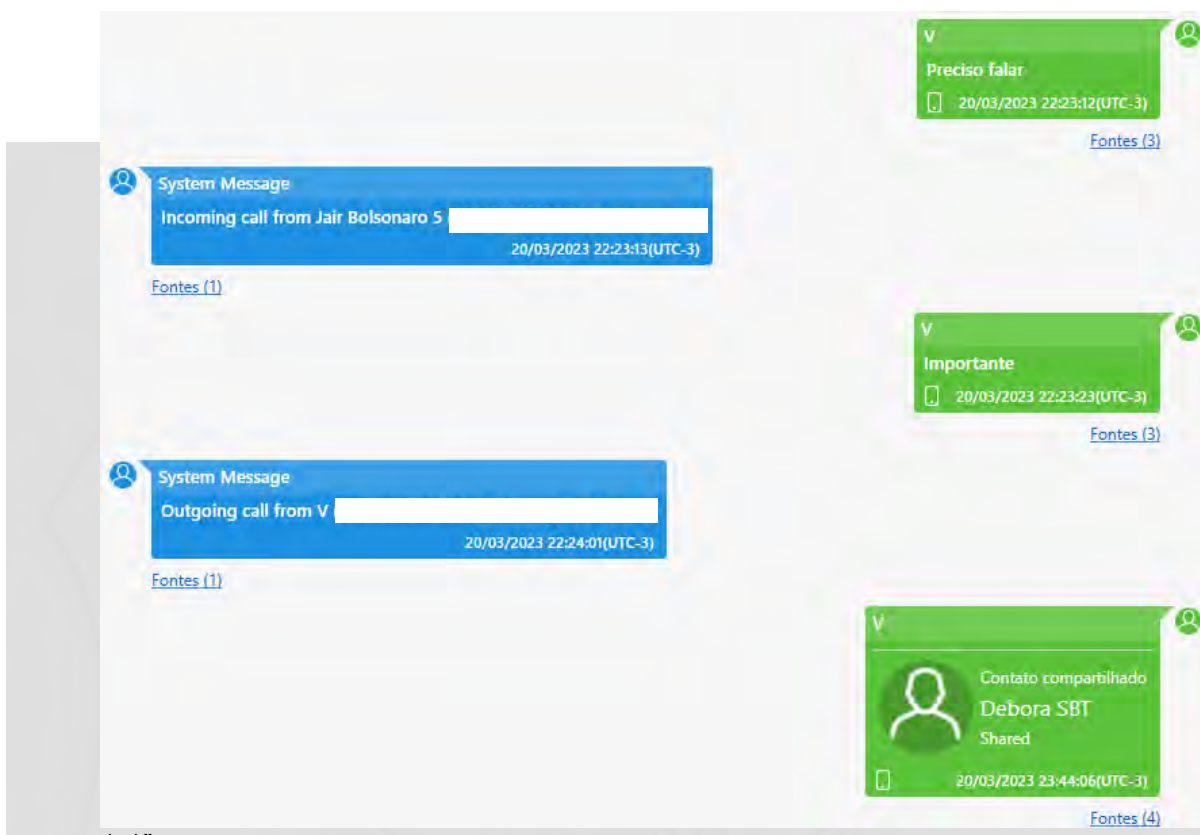 V
Preciso falar
20/03/2023 22:23:12(UTC-3)
Fontes (3)
System Message
Incoming call from Jair Bolsonaro 5
20/03/2023 22:23:13(UTC-3)
Fontes (1)
V
Importante
20/03/2023 22:23:23(UTC-3)
Fontes (3)
System Message
Outgoing call from V
20/03/2023 22:24:01(UTC-3)
Fontes (1)
V
Contato compartilhado
Debora SBT
Shared
20/03/2023 23:44:06(UTC-3)
Fontes (4)